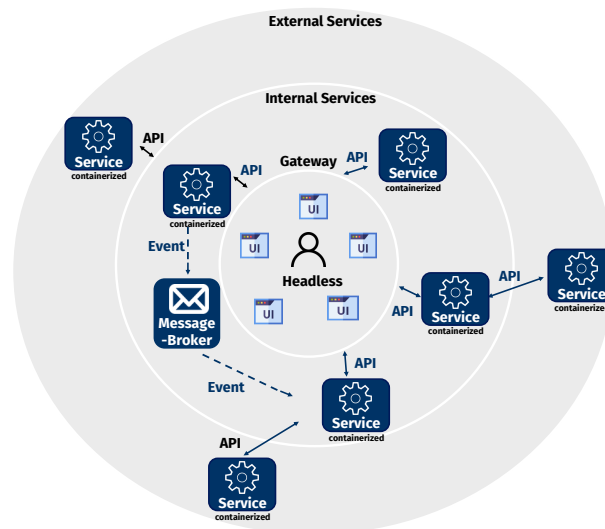 External Services
Internal Services
API
Service
containerized
API
Service
containerized
Gateway
API
Service
containerized
UI
UI
UI
Headless
UI
UI
Event
Message
-Broker
Event
API
Service
containerized
API
Service
containerized
API
Service
containerized
API
Service
containerized